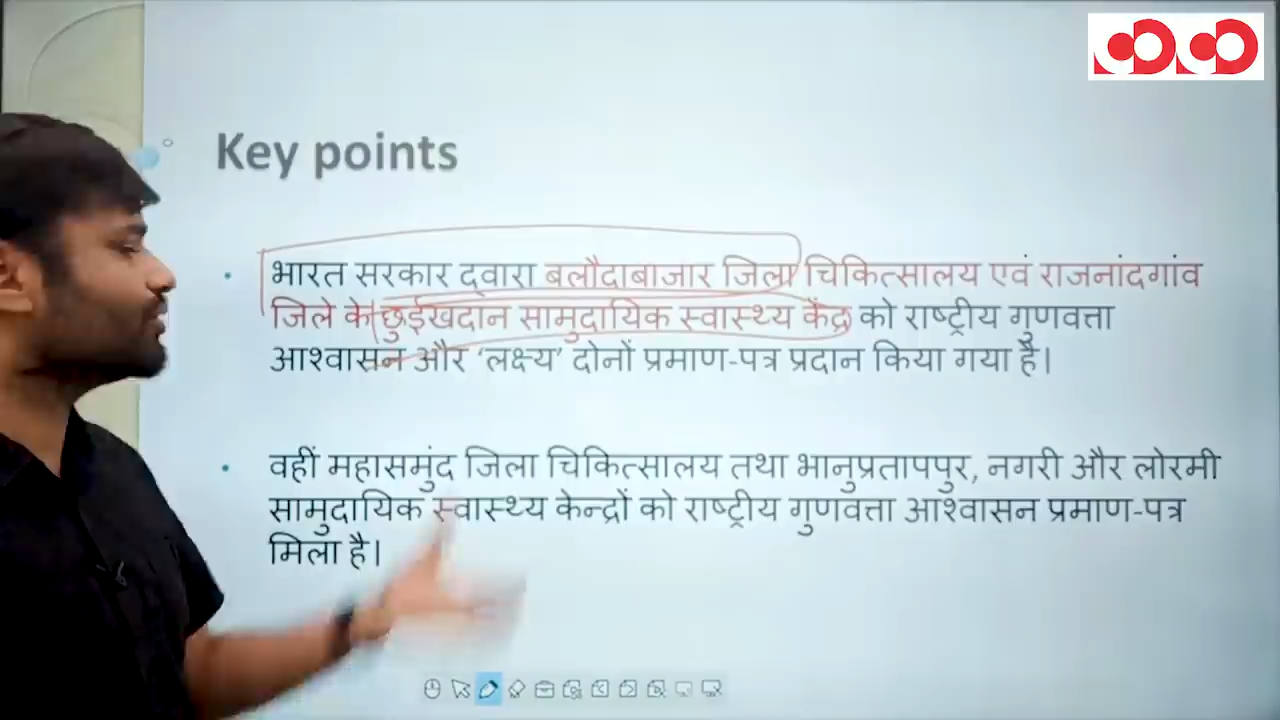 Key points
भारत सरकार द्वारा बलौदाबाजार जिला चिकित्सालय एवं राजनांदगांव
जिले के छुईखदान सामुदायिक स्वास्थ्य केंद्र को राष्ट्रीय गुणवत्ता
आश्वासन और ‘लक्ष्य’ दोनों प्रमाण-पत्र प्रदान किया गया है।
वहीं महासमुंद जिला चिकित्सालय तथा भानुप्रतापपुर, नगरी और लोरमी
सामुदायिक स्वास्थ्य केन्द्रों को राष्ट्रीय गुणवत्ता आश्वासन प्रमाण-पत्र
मिला है।